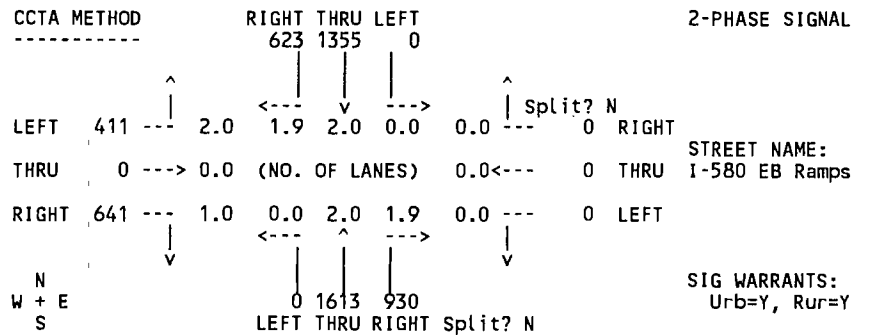 CCTA METHOD RIGHT THRU LEFT 2-PHASE SIGNAL
----------- 623 1355 0
^ ^
<--- v ---> Split? N
LEFT 411 --- 2.0 1.9 2.0 0.0 0.0 --- 0 RIGHT
STREET NAME:
THRU 0 ---> 0.0 (NO. OF LANES) 0.0<--- 0 THRU I-580 EB Ramps
RIGHT 641 --- 1.0 0.0 2.0 1.9 0.0 --- 0 LEFT
<--- ^ --->
v v
N SIG WARRANTS:
W + E 0 1613 930 Urb=Y, Rur=Y
S LEFT THRU RIGHT Split? N